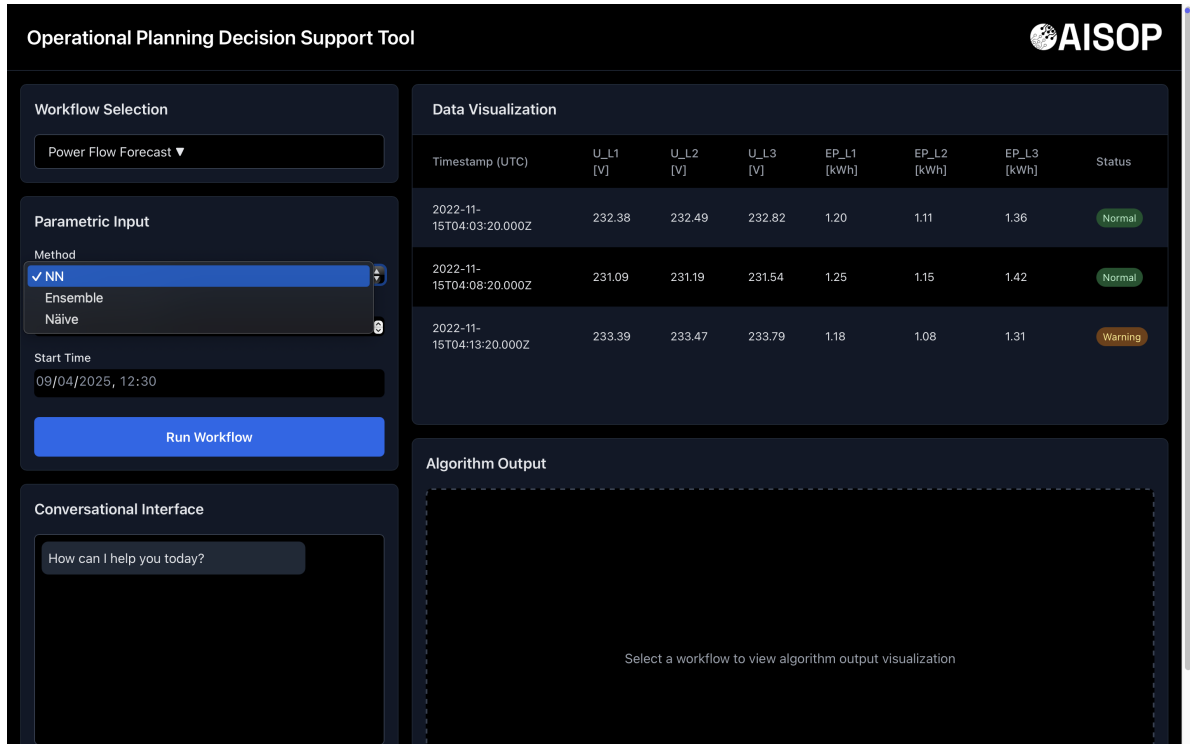 Operational Planning Decision Support Tool
AISOP
Workflow Selection
Power Flow Forecast ▼
Parametric Input
Method
✓ NN
Ensemble
Näive
Start Time
09/04/2025, 12:30
Run Workflow
Conversational Interface
How can I help you today?
Data Visualization
Timestamp (UTC) U_L1 [V] U_L2 [V] U_L3 [V] EP_L1 [kWh] EP_L2 [kWh] EP_L3 [kWh] Status
2022-11-15T04:03:20.000Z 232.38 232.49 232.82 1.20 1.11 1.36 Normal
2022-11-15T04:08:20.000Z 231.09 231.19 231.54 1.25 1.15 1.42 Normal
2022-11-15T04:13:20.000Z 233.39 233.47 233.79 1.18 1.08 1.31 Warning
Algorithm Output
Select a workflow to view algorithm output visualization